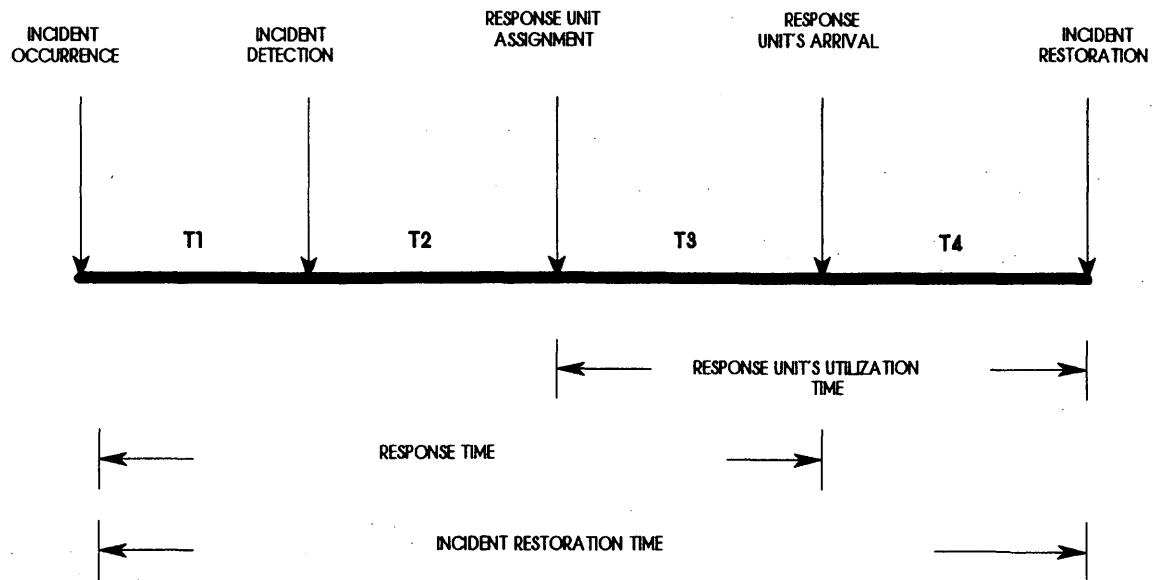 INCIDENT
OCCURRENCE
INCIDENT
DETECTION
RESPONSE UNIT
ASSIGNMENT
RESPONSE
UNIT'S ARRIVAL
INCIDENT
RESTORATION
T1
T2
T3
T4
RESPONSE UNIT'S UTILIZATION
TIME
RESPONSE TIME
INCIDENT RESTORATION TIME